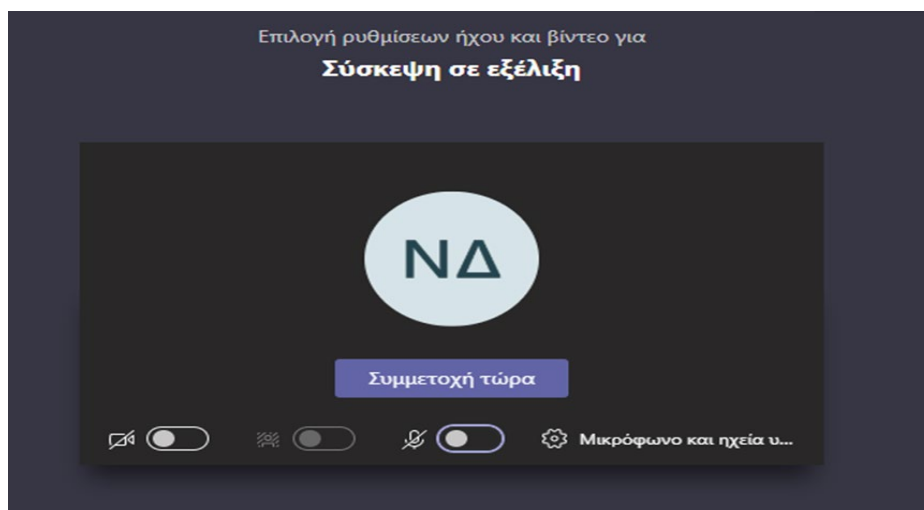 Επιλογή ρυθμίσεων ήχου και βίντεο για
Σύσκεψη σε εξέλιξη
ΝΔ
Συμμετοχή τώρα
Μικρόφωνο και ηχεία υ...